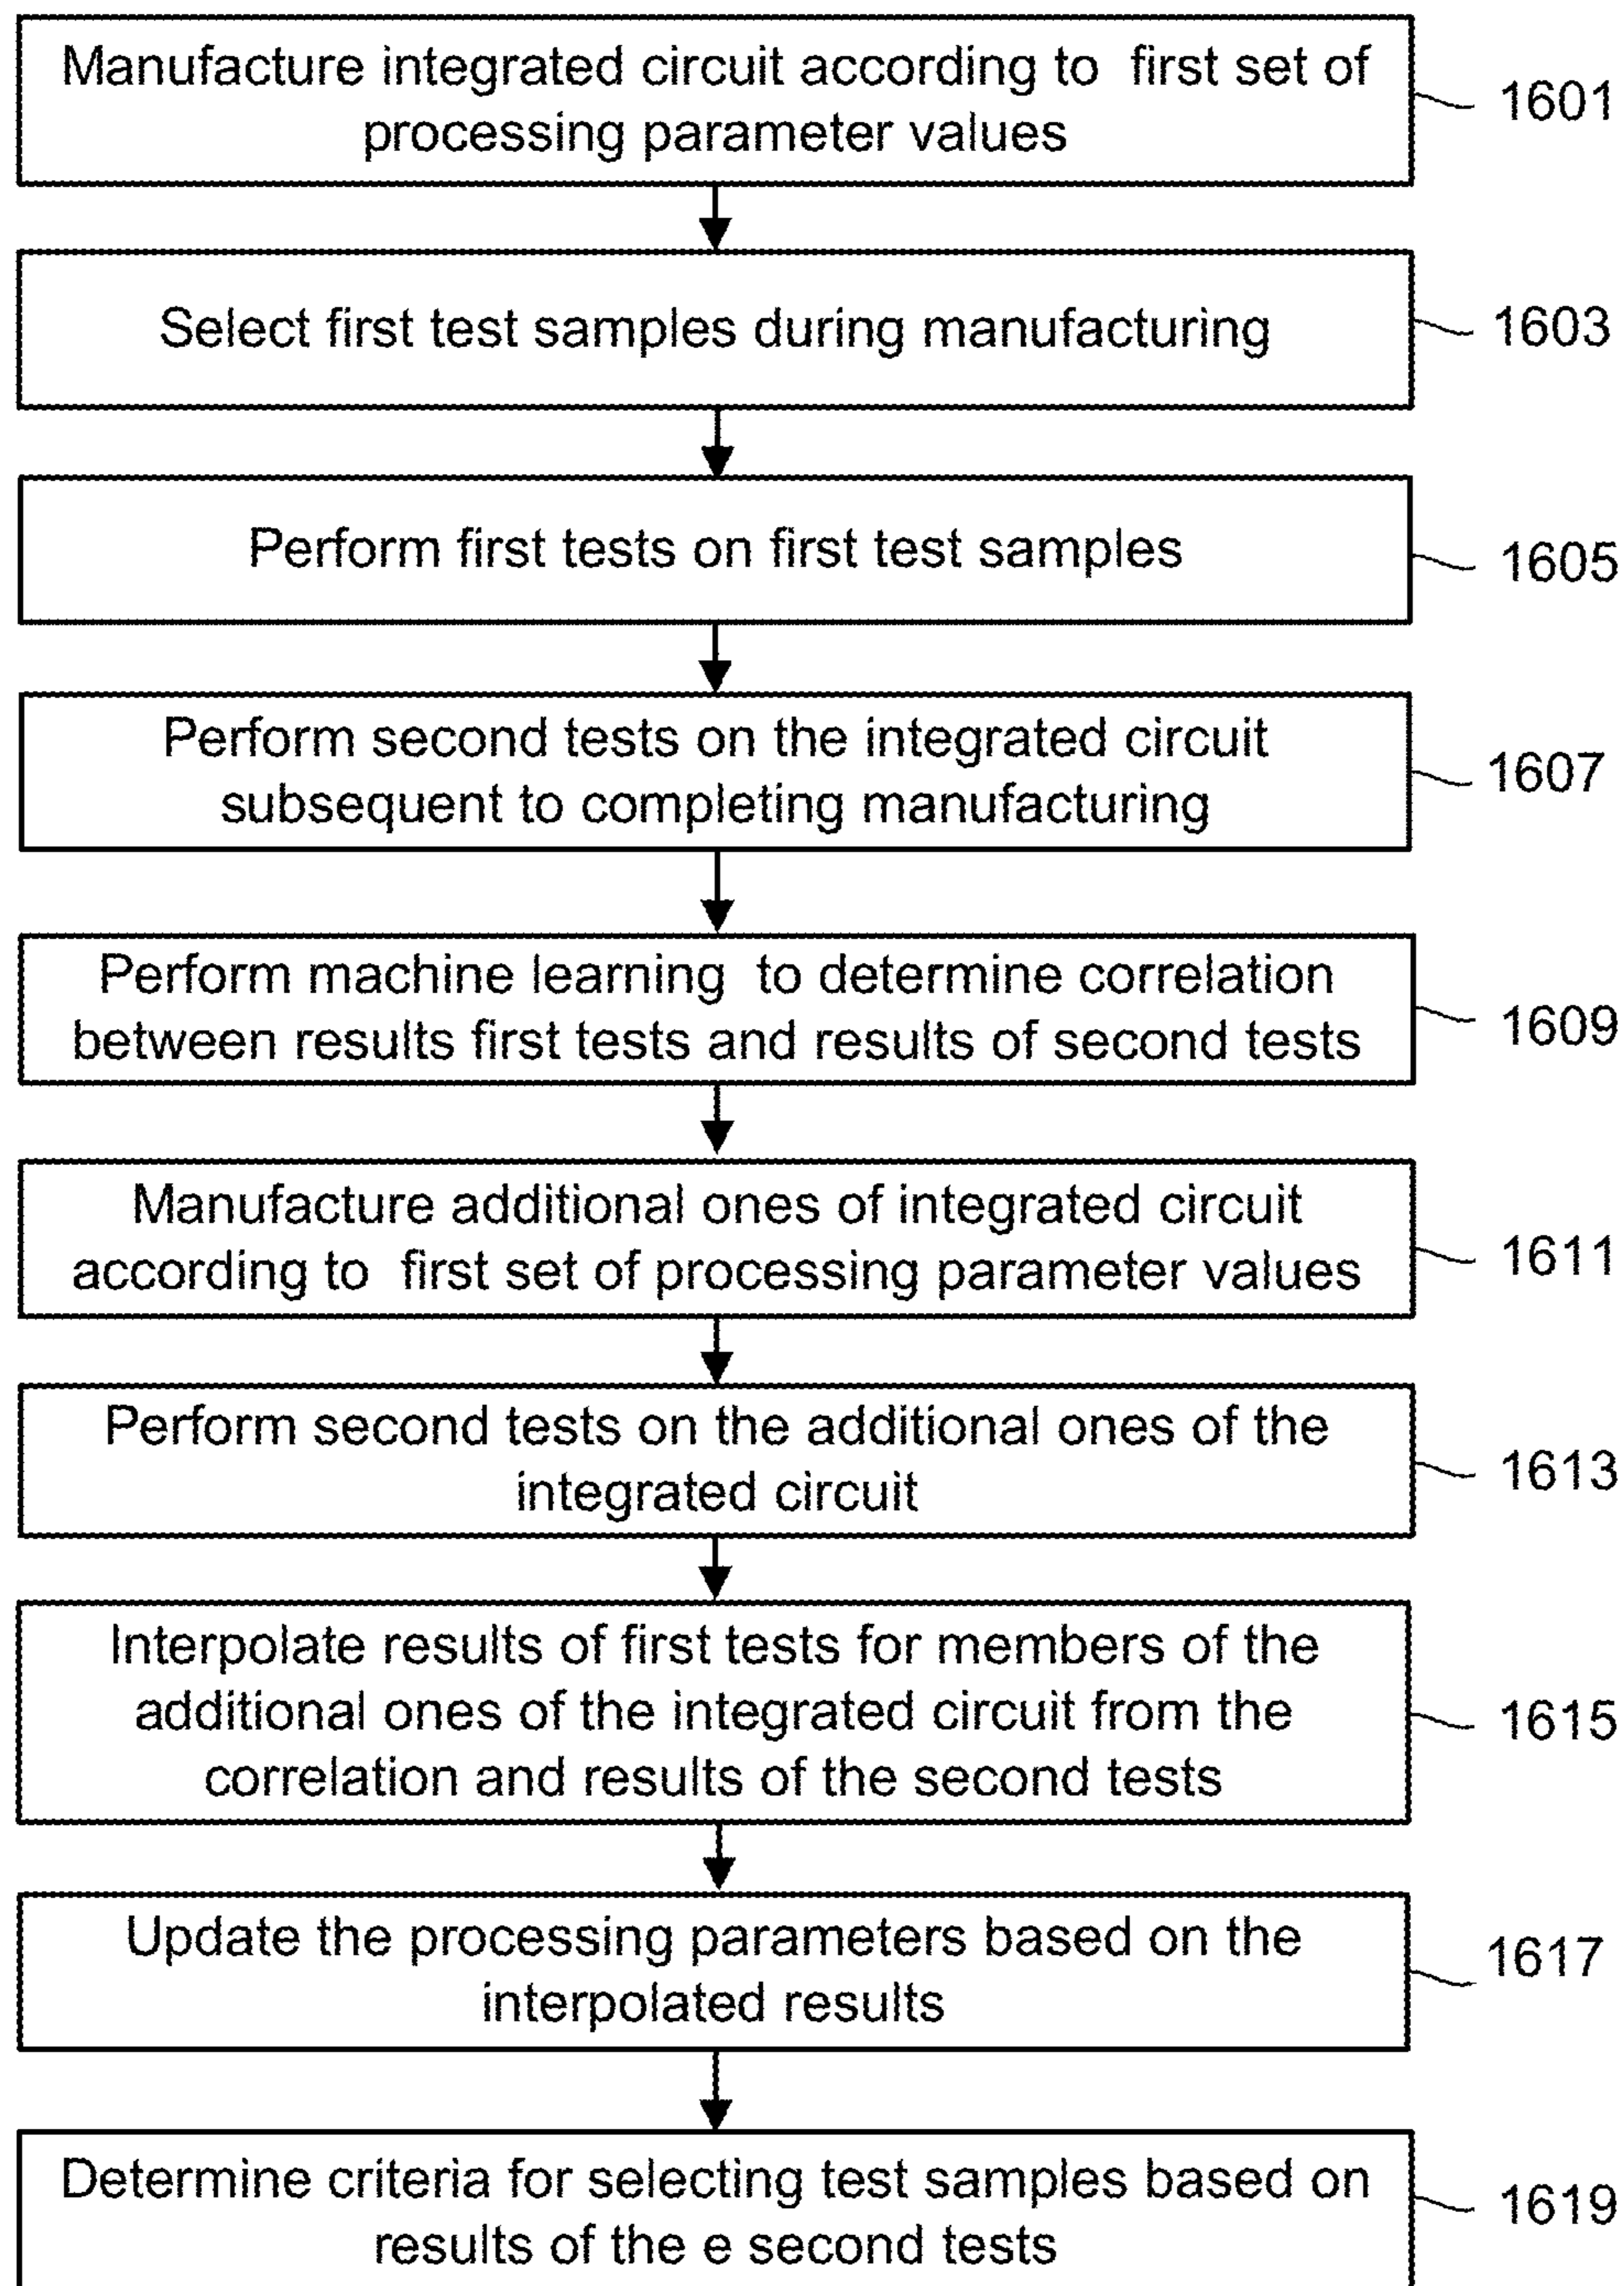 Manufacture integrated circuit according to first set of
processing parameter values
1601
Select first test samples during manufacturing
1603
Perform first tests on first test samples
1605
Perform second tests on the integrated circuit
subsequent to completing manufacturing
1607
Perform machine learning to determine correlation
between results first tests and results of second tests
1609
Manufacture additional ones of integrated circuit
according to first set of processing parameter values
1611
Perform second tests on the additional ones of the
integrated circuit
1613
Interpolate results of first tests for members of the
additional ones of the integrated circuit from the
correlation and results of the second tests
1615
Update the processing parameters based on the
interpolated results
1617
Determine criteria for selecting test samples based on
results of the e second tests
1619